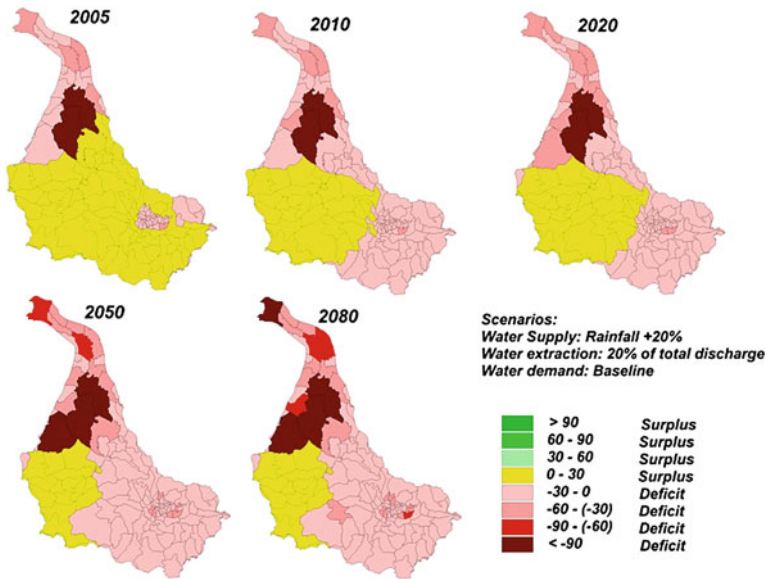 2005
2010
2020
2050
2080
Scenarios:
Water Supply: Rainfall +20%
Water extraction: 20% of total discharge
Water demand: Baseline
> 90 Surplus
60 - 90 Surplus
30 - 60 Surplus
0 - 30 Surplus
-30 - 0 Deficit
-60 - (-30) Deficit
-90 - (-60) Deficit
< -90 Deficit